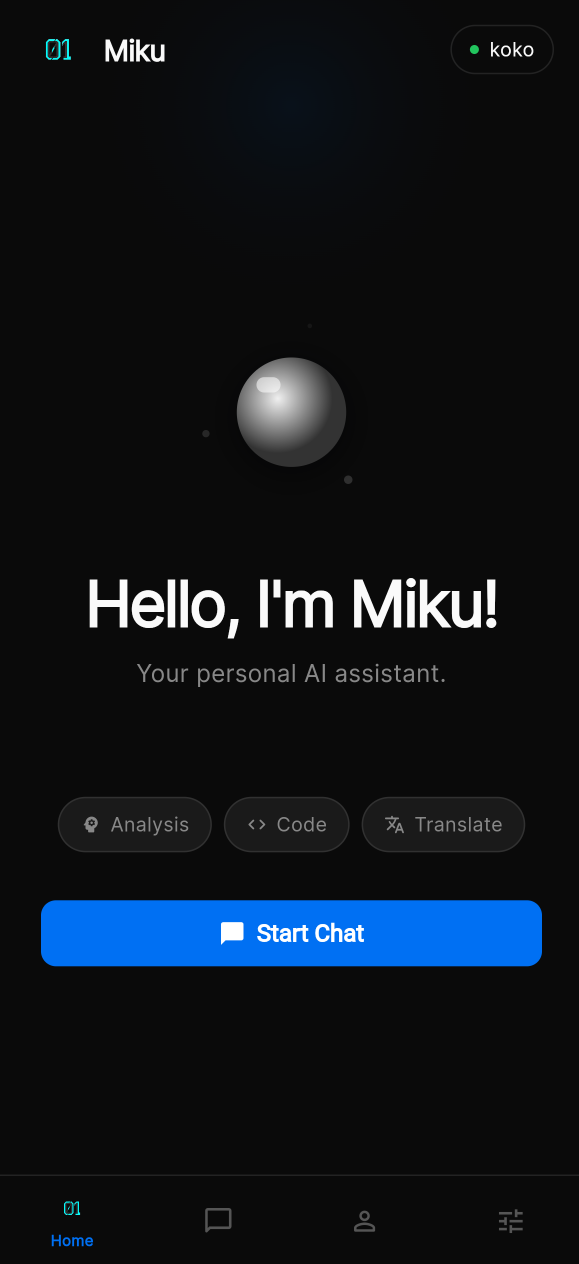 01 Miku koko
Hello, I'm Miku!
Your personal AI assistant.
Analysis Code Translate
Start Chat
01
Home